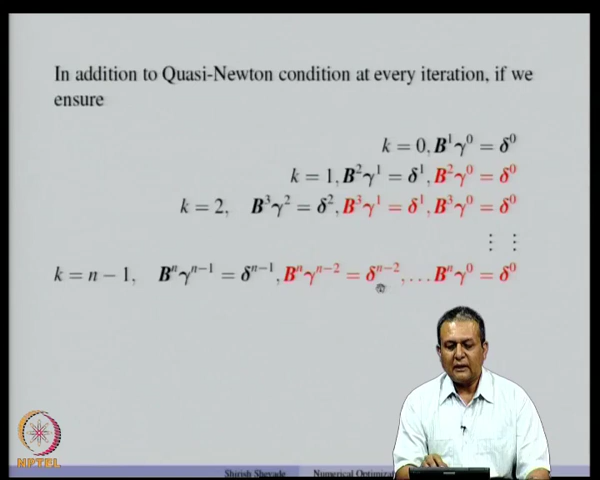 In addition to Quasi-Newton condition at every iteration, if we
ensure
k = 0, B¹γ⁰ = δ⁰
k = 1, B²γ¹ = δ¹, B²γ⁰ = δ⁰
k = 2, B³γ² = δ², B³γ¹ = δ¹, B³γ⁰ = δ⁰
⋮ ⋮
k = n − 1, Bⁿγⁿ⁻¹ = δⁿ⁻¹, Bⁿγⁿ⁻² = δⁿ⁻², … Bⁿγ⁰ = δ⁰
NPTEL
Shirish Shevade Numerical Optimiza